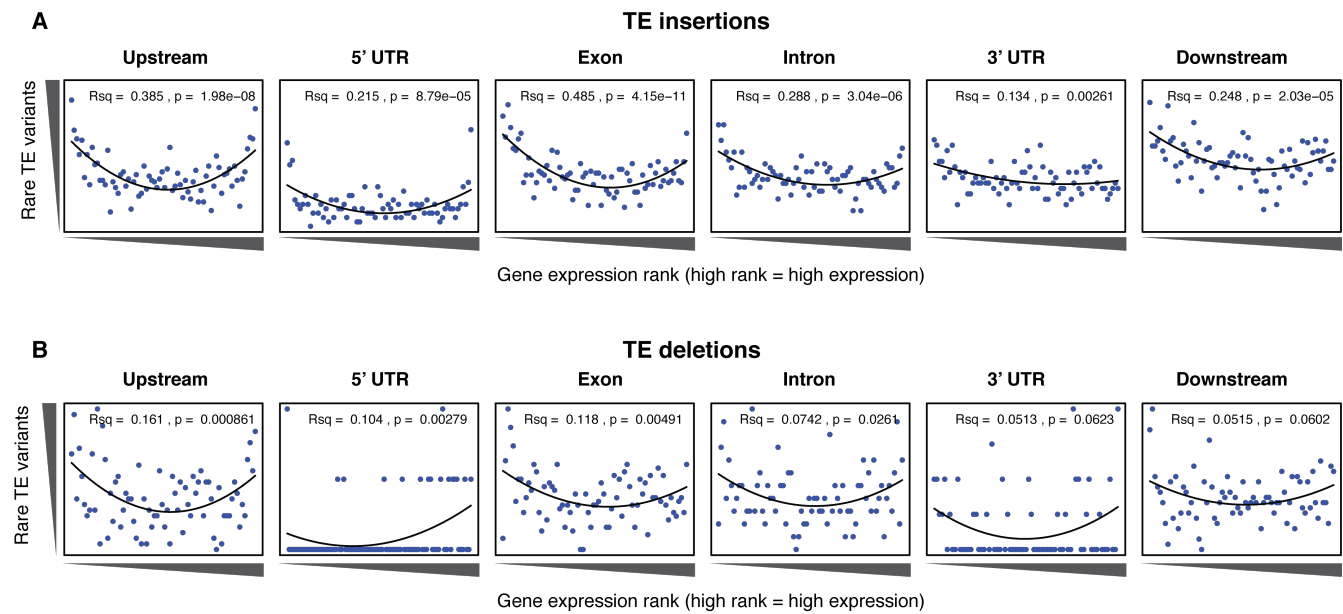 A
TE insertions
Upstream
5’ UTR
Exon
Intron
3’ UTR
Downstream
Rare TE variants
Rsq = 0.385 , p = 1.98e−08
Rsq = 0.215 , p = 8.79e−05
Rsq = 0.485 , p = 4.15e−11
Rsq = 0.288 , p = 3.04e−06
Rsq = 0.134 , p = 0.00261
Rsq = 0.248 , p = 2.03e−05
Gene expression rank (high rank = high expression)
B
TE deletions
Upstream
5’ UTR
Exon
Intron
3’ UTR
Downstream
Rare TE variants
Rsq = 0.161 , p = 0.000861
Rsq = 0.104 , p = 0.00279
Rsq = 0.118 , p = 0.00491
Rsq = 0.0742 , p = 0.0261
Rsq = 0.0513 , p = 0.0623
Rsq = 0.0515 , p = 0.0602
Gene expression rank (high rank = high expression)